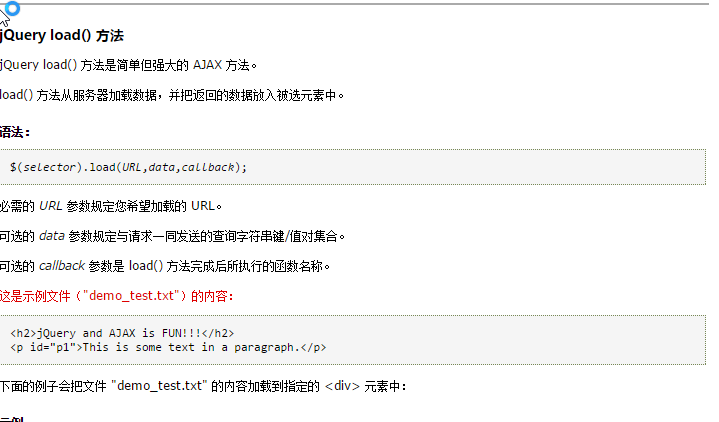 jQuery load() 方法
jQuery load() 方法是简单但强大的 AJAX 方法。
load() 方法从服务器加载数据，并把返回的数据放入被选元素中。
语法：
$(selector).load(URL,data,callback);
必需的 URL 参数规定您希望加载的 URL。
可选的 data 参数规定与请求一同发送的查询字符串键/值对集合。
可选的 callback 参数是 load() 方法完成后所执行的函数名称。
这是示例文件（"demo_test.txt"）的内容：
<h2>jQuery and AJAX is FUN!!!</h2>
<p id="p1">This is some text in a paragraph.</p>
下面的例子会把文件 "demo_test.txt" 的内容加载到指定的 <div> 元素中：
示例